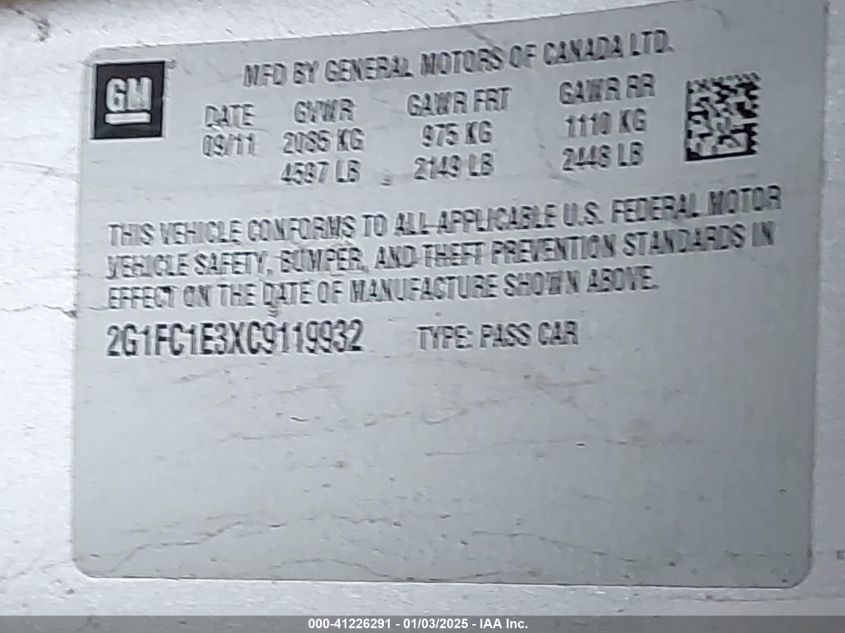 GM
MFD BY GENERAL MOTORS OF CANADA LTD.
DATE GVWR GAWR FRT GAWR RR
09/11 2085 KG 975 KG 1110 KG
4597 LB 2149 LB 2448 LB
THIS VEHICLE CONFORMS TO ALL APPLICABLE U.S. FEDERAL MOTOR
VEHICLE SAFETY, BUMPER, AND THEFT PREVENTION STANDARDS IN
EFFECT ON THE DATE OF MANUFACTURE SHOWN ABOVE.
2G1FC1E3XC9119932 TYPE: PASS CAR
000-41226291 - 01/03/2025 - IAA Inc.